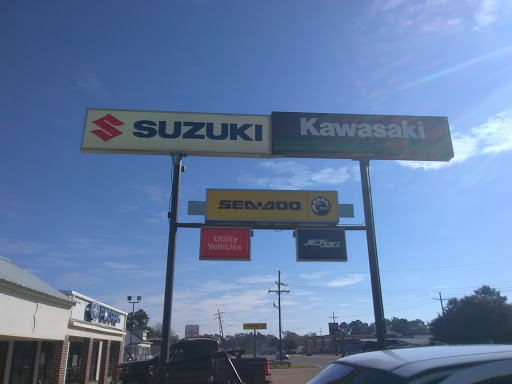 SUZUKI
Kawasaki
SEA-DOO
Utility
Vehicles
JET SKI